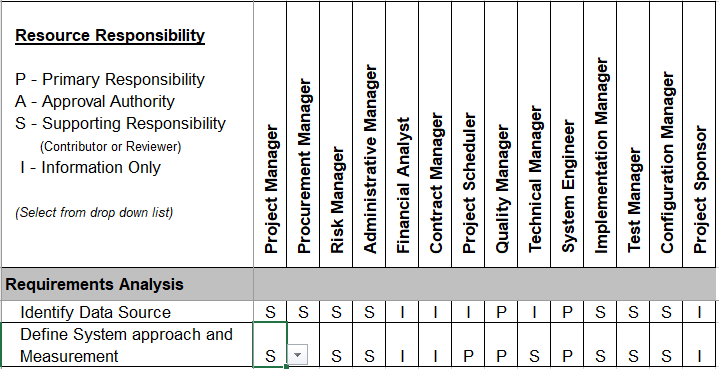 Resource Responsibility
P - Primary Responsibility
A - Approval Authority
S - Supporting Responsibility
(Contributor or Reviewer)
I - Information Only
(Select from drop down list)
Project Manager
Procurement Manager
Risk Manager
Administrative Manager
Financial Analyst
Contract Manager
Project Scheduler
Quality Manager
Technical Manager
System Engineer
Implementation Manager
Test Manager
Configuration Manager
Project Sponsor
Requirements Analysis
Identify Data Source S S S S I I I P I P S S S I
Define System approach and
Measurement S S S I I P P S P S S S I